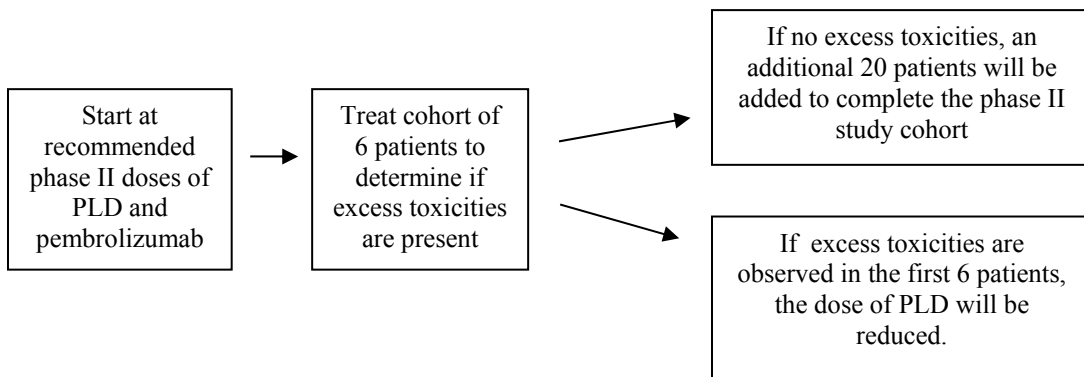 Start at
recommended
phase II doses of
PLD and
pembrolizumab
Treat cohort of
6 patients to
determine if
excess toxicities
are present
If no excess toxicities, an
additional 20 patients will be
added to complete the phase II
study cohort
If excess toxicities are
observed in the first 6 patients,
the dose of PLD will be
reduced.